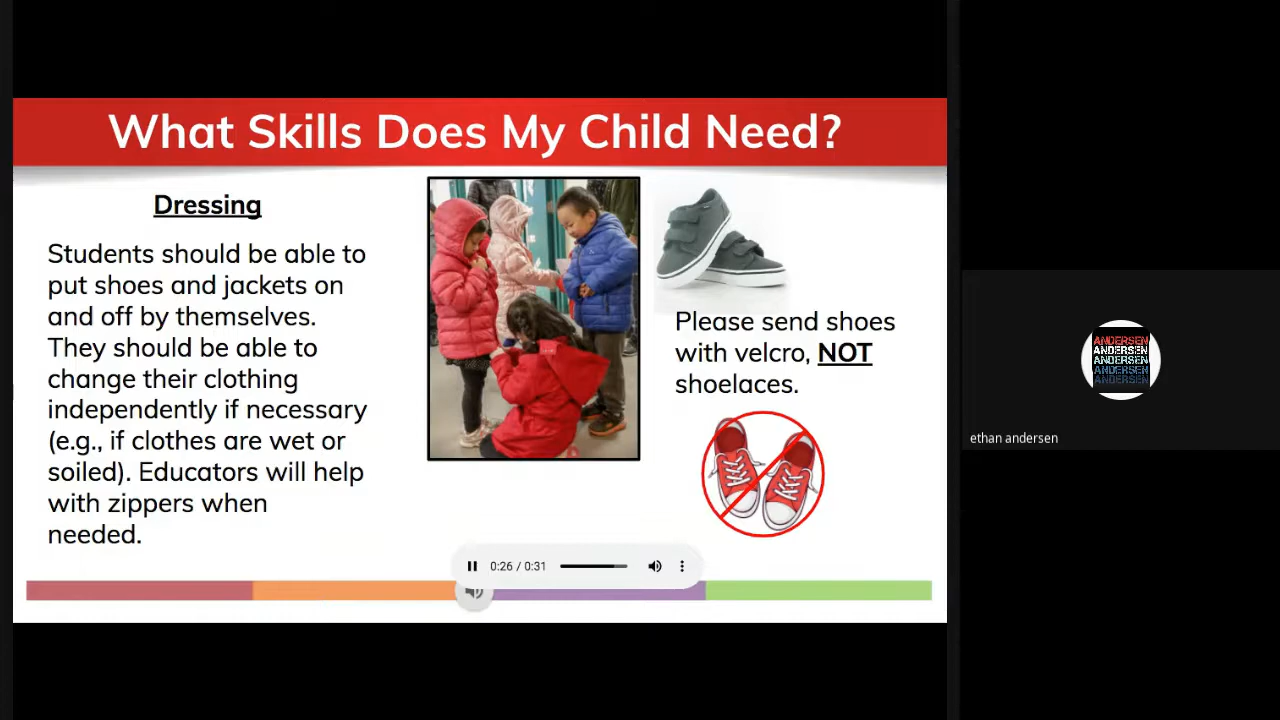 What Skills Does My Child Need?
Dressing
Students should be able to
put shoes and jackets on
and off by themselves.
They should be able to
change their clothing
independently if necessary
(e.g., if clothes are wet or
soiled). Educators will help
with zippers when
needed.
Please send shoes
with velcro, NOT
shoelaces.
0:26 / 0:31
ANDERSEN
ANDERSEN
ANDERSEN
ANDERSEN
ANDERSEN
ethan andersen